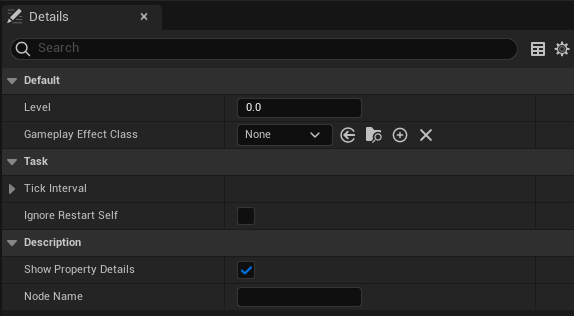 Details
Search
Default
Level 0.0
Gameplay Effect Class None
Task
Tick Interval
Ignore Restart Self
Description
Show Property Details
Node Name